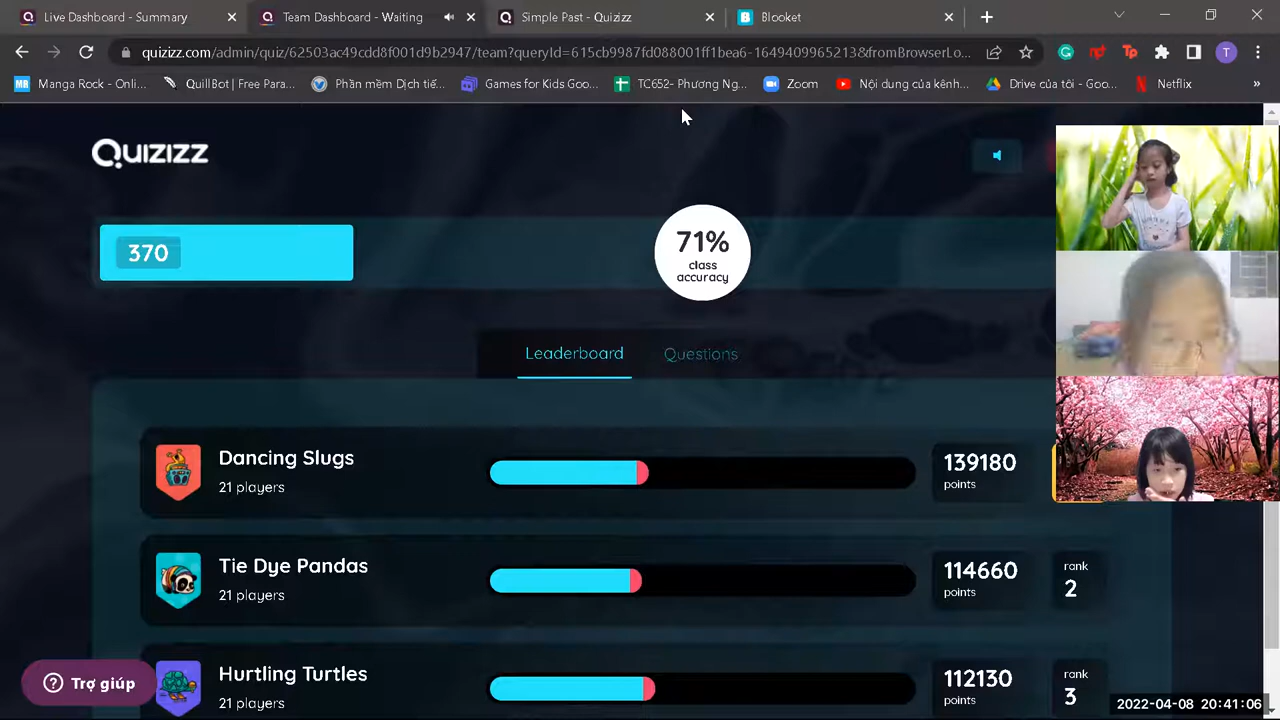 Live Dashboard - Summary
Team Dashboard - Waiting
Simple Past - Quizizz
Blooket
quizizz.com/admin/quiz/62503ac49cdd8f001d9b2947/team?queryId=615cb9987fd088001ff1bea6-1649409965213&fromBrowserLo...
T
Manga Rock - Onli...
QuillBot | Free Para...
Phần mềm Dịch tiế...
Games for Kids Goo...
TC652- Phương Ng...
Zoom
Nội dung của kênh...
Drive của tôi - Goo...
Netflix
»
Quizizz
370
71%
class
accuracy
Leaderboard
Questions
Dancing Slugs
21 players
139180
points
Tie Dye Pandas
21 players
114660
points
rank
2
Hurtling Turtles
21 players
112130
points
rank
3
Trợ giúp
2022-04-08 20:41:06